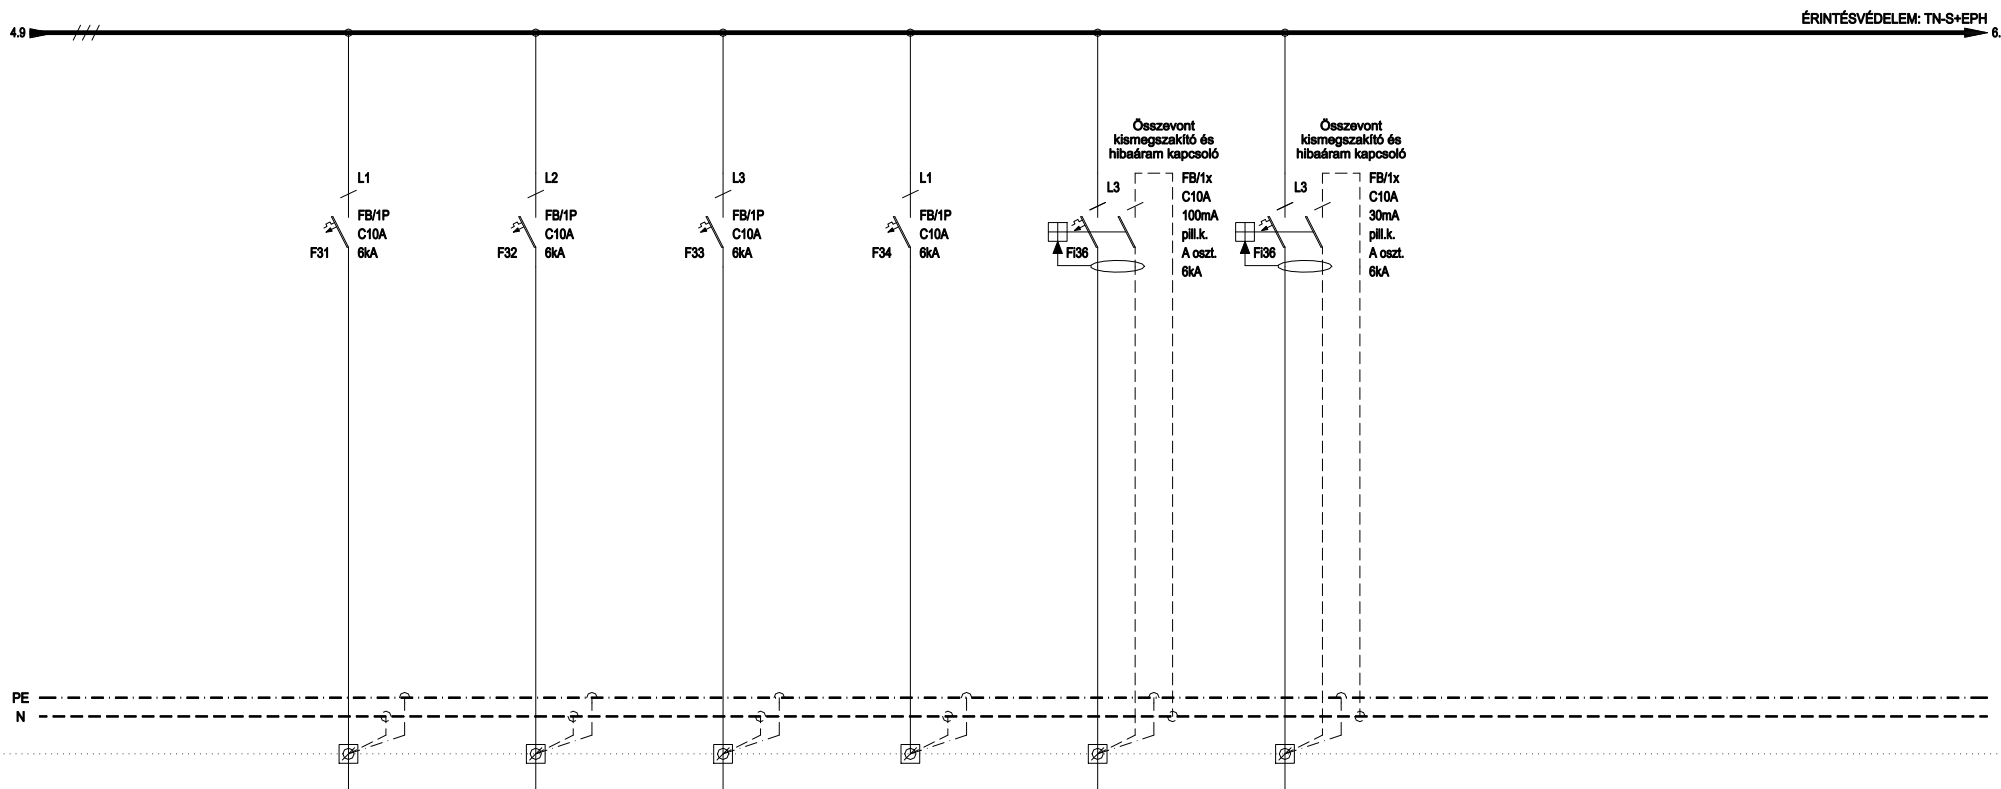 ÉRINTÉSVÉDELEM: TN-S+EPH
4.9
6.
Összevont
kismegszakító és
hibaáram kapcsoló
Összevont
kismegszakító és
hibaáram kapcsoló
L1
FB/1P
C10A
6kA
F31
L2
FB/1P
C10A
6kA
F32
L3
FB/1P
C10A
6kA
F33
L1
FB/1P
C10A
6kA
F34
L3
FB/1x
C10A
100mA
pill.k.
A oszt.
6kA
Fi36
L3
FB/1x
C10A
30mA
pill.k.
A oszt.
6kA
Fi36
PE
N